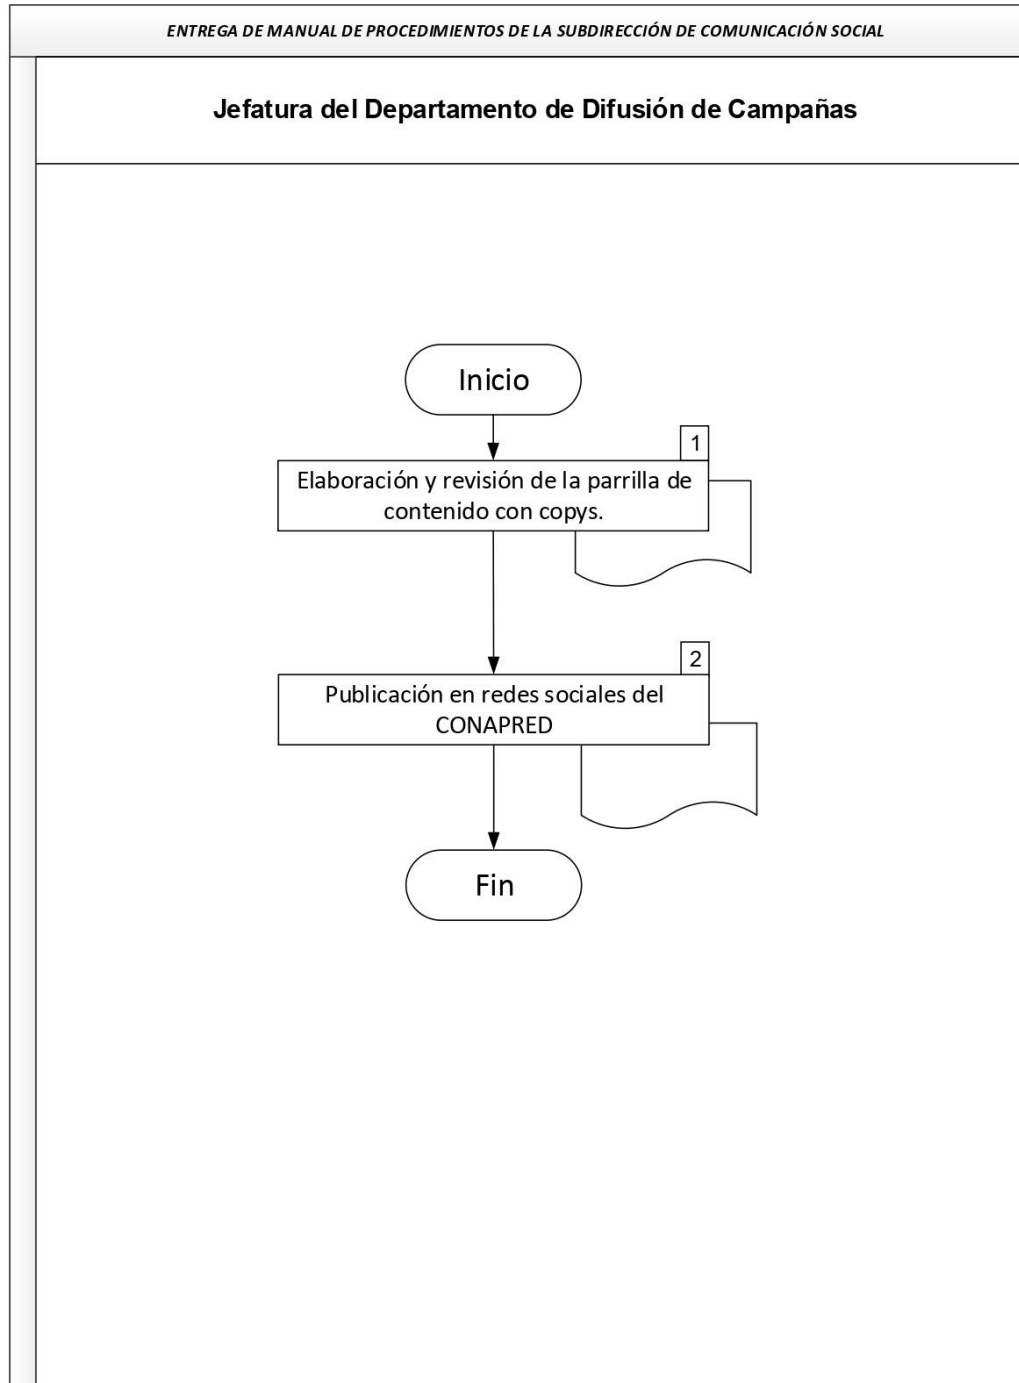 ENTREGA DE MANUAL DE PROCEDIMIENTOS DE LA SUBDIRECCIÓN DE COMUNICACIÓN SOCIAL
Jefatura del Departamento de Difusión de Campañas
Inicio
1
Elaboración y revisión de la parrilla de
contenido con copys.
2
Publicación en redes sociales del
CONAPRED
Fin